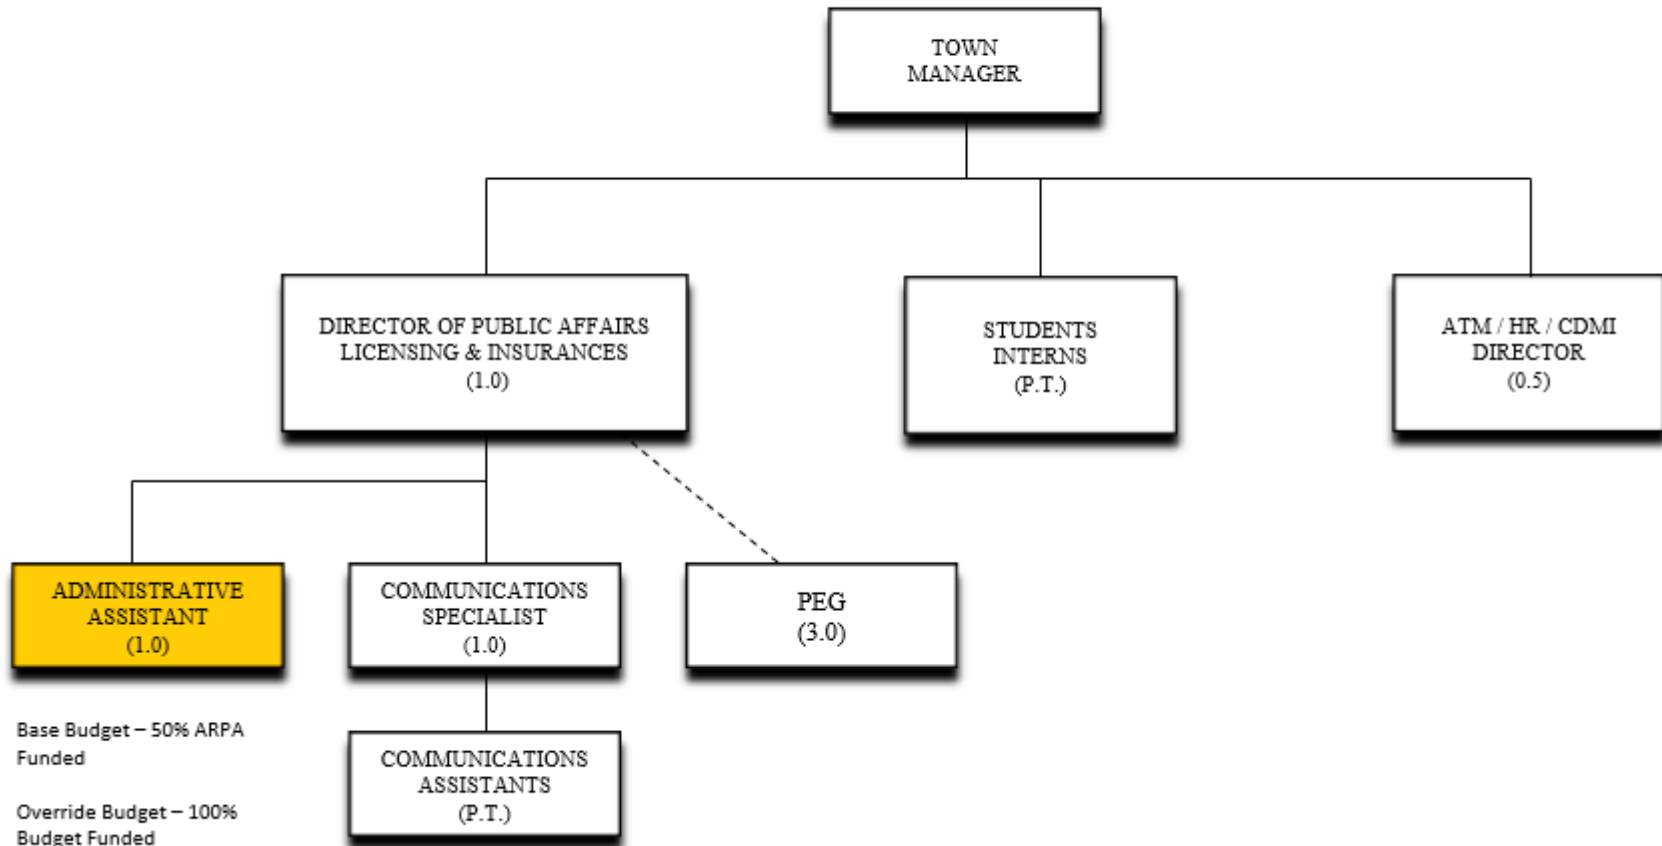 TOWN
MANAGER
DIRECTOR OF PUBLIC AFFAIRS
LICENSING & INSURANCES
(1.0)
STUDENTS
INTERNS
(P.T.)
ATM / HR / CDMI
DIRECTOR
(0.5)
ADMINISTRATIVE
ASSISTANT
(1.0)
COMMUNICATIONS
SPECIALIST
(1.0)
PEG
(3.0)
Base Budget – 50% ARPA
Funded
Override Budget – 100%
Budget Funded
COMMUNICATIONS
ASSISTANTS
(P.T.)